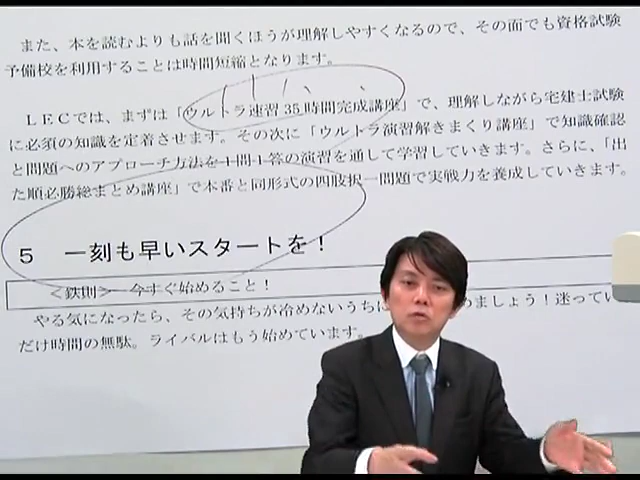 また、本を読むよりも話を聞くほうが理解しやすくなるので、その面でも資格試験
予備校を利用することは時間短縮となります。
ＬＥＣでは、まずは「ウルトラ速習35時間完成講座」で、理解しながら宅建士試験
に必須の知識を定着させます。その次に「ウルトラ演習解きまくり講座」で知識確認
と問題へのアプローチ方法を十問十答の演習を通して学習していきます。さらに、「出
た順必勝総まとめ講座」で本番と同形式の四肢択一問題で実戦力を養成していきます。
5 一刻も早いスタートを！
＜鉄則＞ 今すぐ始めること！
やる気になったら、その気持ちが冷めないうちに めましょう！迷ってい
だけ時間の無駄。ライバルはもう始めています。